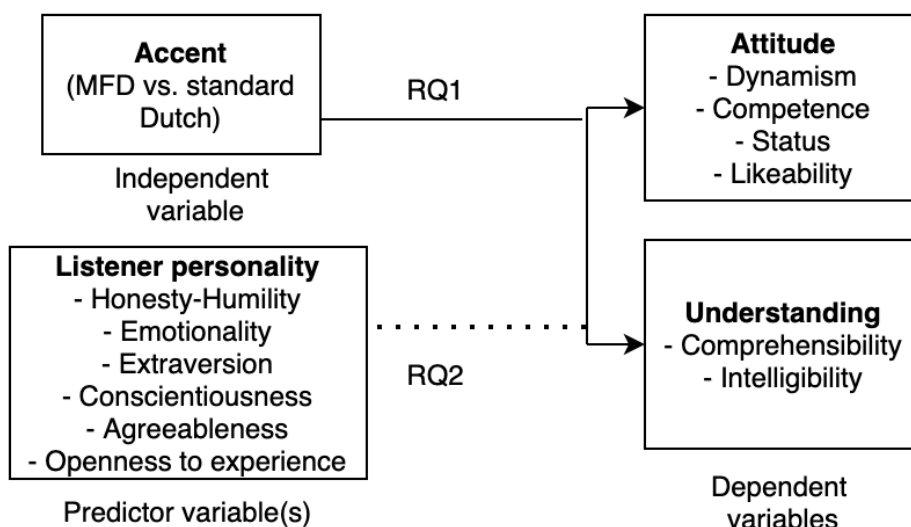 Accent
(MFD vs. standard
Dutch)
Independent
variable
RQ1
Attitude
- Dynamism
- Competence
- Status
- Likeability
Listener personality
- Honesty-Humility
- Emotionality
- Extraversion
- Conscientiousness
- Agreeableness
- Openness to experience
Predictor variable(s)
RQ2
Understanding
- Comprehensibility
- Intelligibility
Dependent
variables